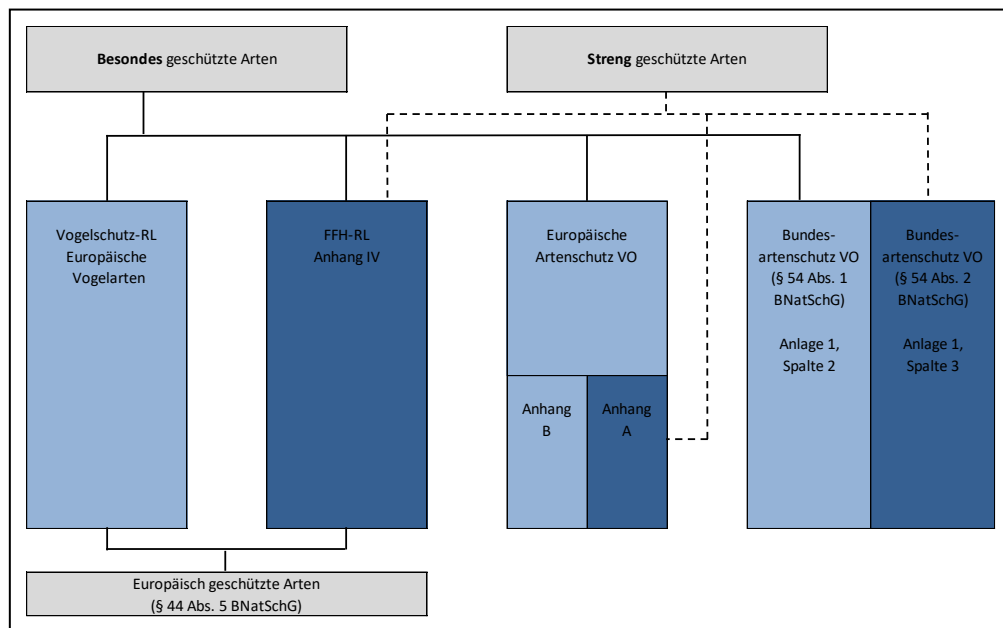 Besondes geschützte Arten
Streng geschützte Arten
Vogelschutz-RL
Europäische
Vogelarten
FFH-RL
Anhang IV
Europäische
Artenschutz VO
Anhang
B
Anhang
A
Bundes-
artenschutz VO
(§ 54 Abs. 1
BNatSchG)
Anlage 1,
Spalte 2
Bundes-
artenschutz VO
(§ 54 Abs. 2
BNatSchG)
Anlage 1,
Spalte 3
Europäisch geschützte Arten
(§ 44 Abs. 5 BNatSchG)